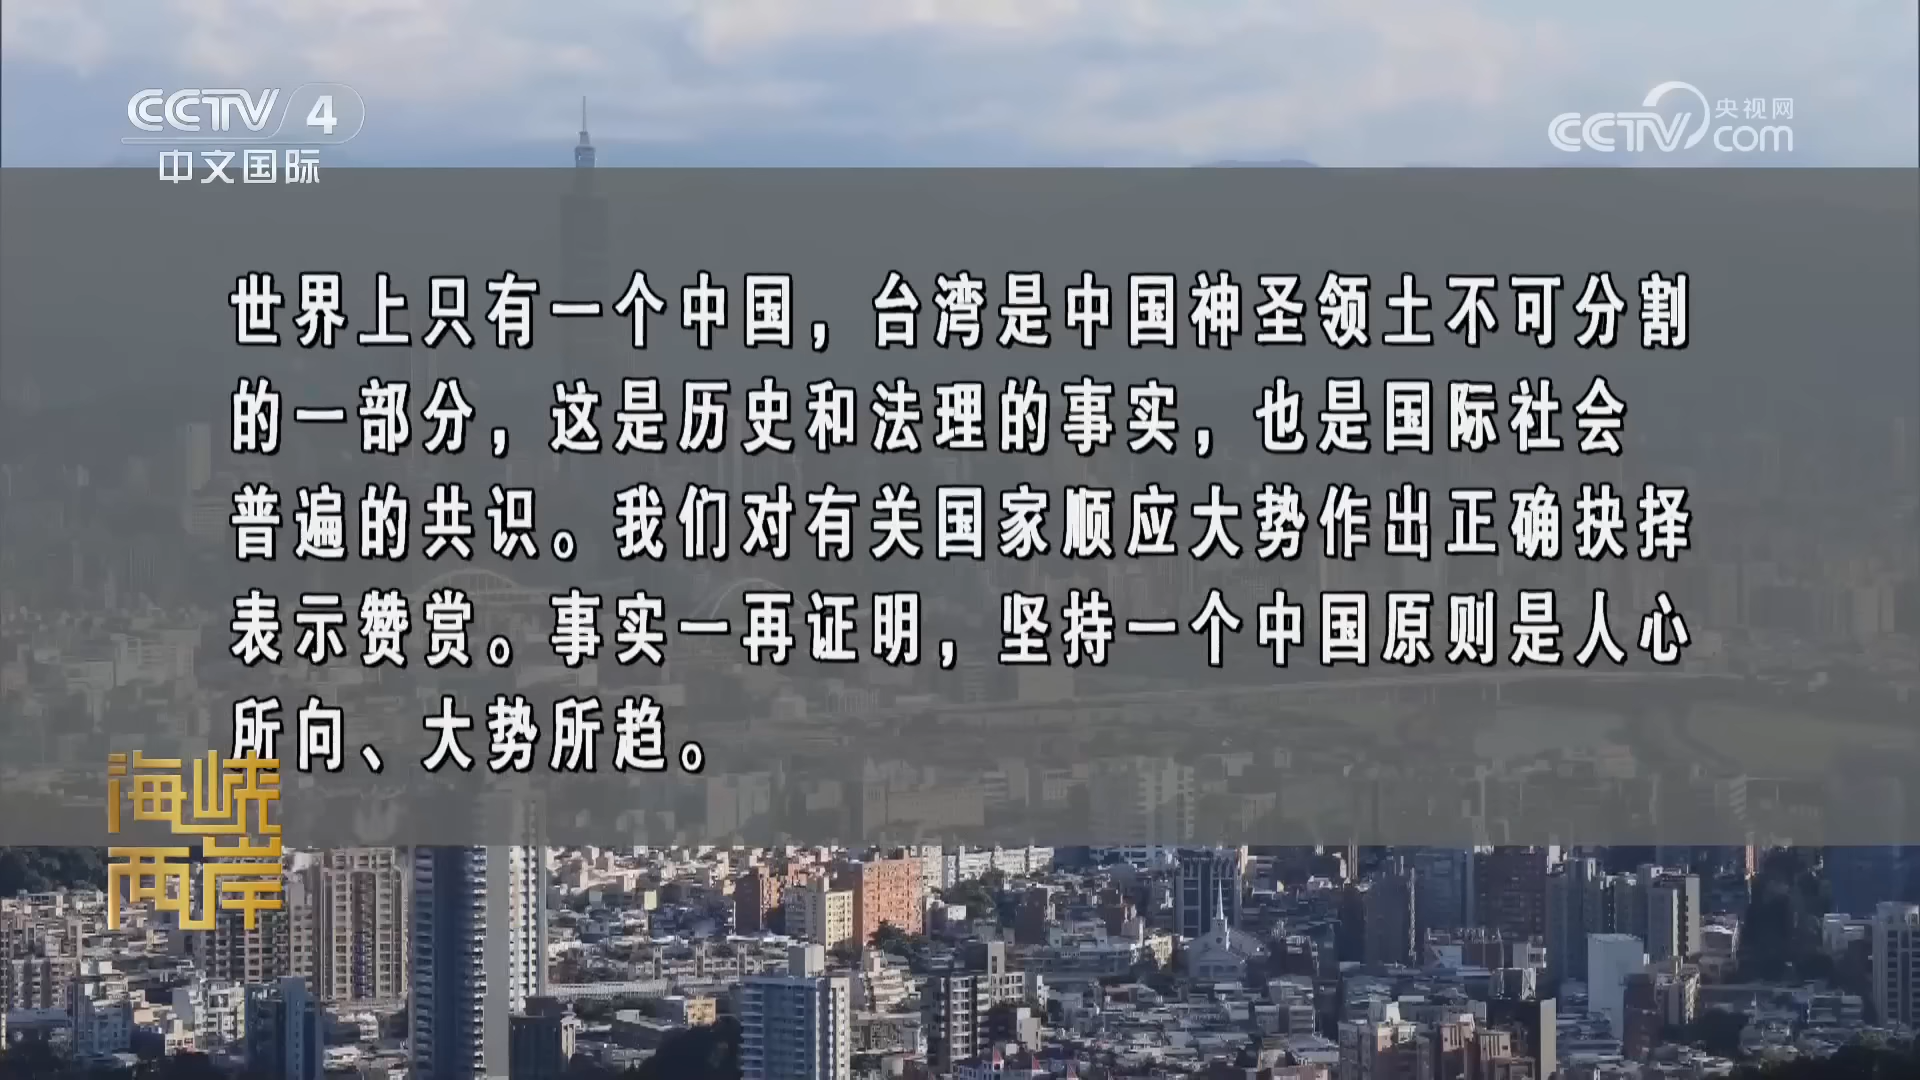 CCTV 4
中文国际
央视网
CCTV.com
世界上只有一个中国，台湾是中国神圣领土不可分割
的一部分，这是历史和法理的事实，也是国际社会
普遍的共识。我们对有关国家顺应大势作出正确抉择
表示赞赏。事实一再证明，坚持一个中国原则是人心
所向、大势所趋。
海峡
两岸